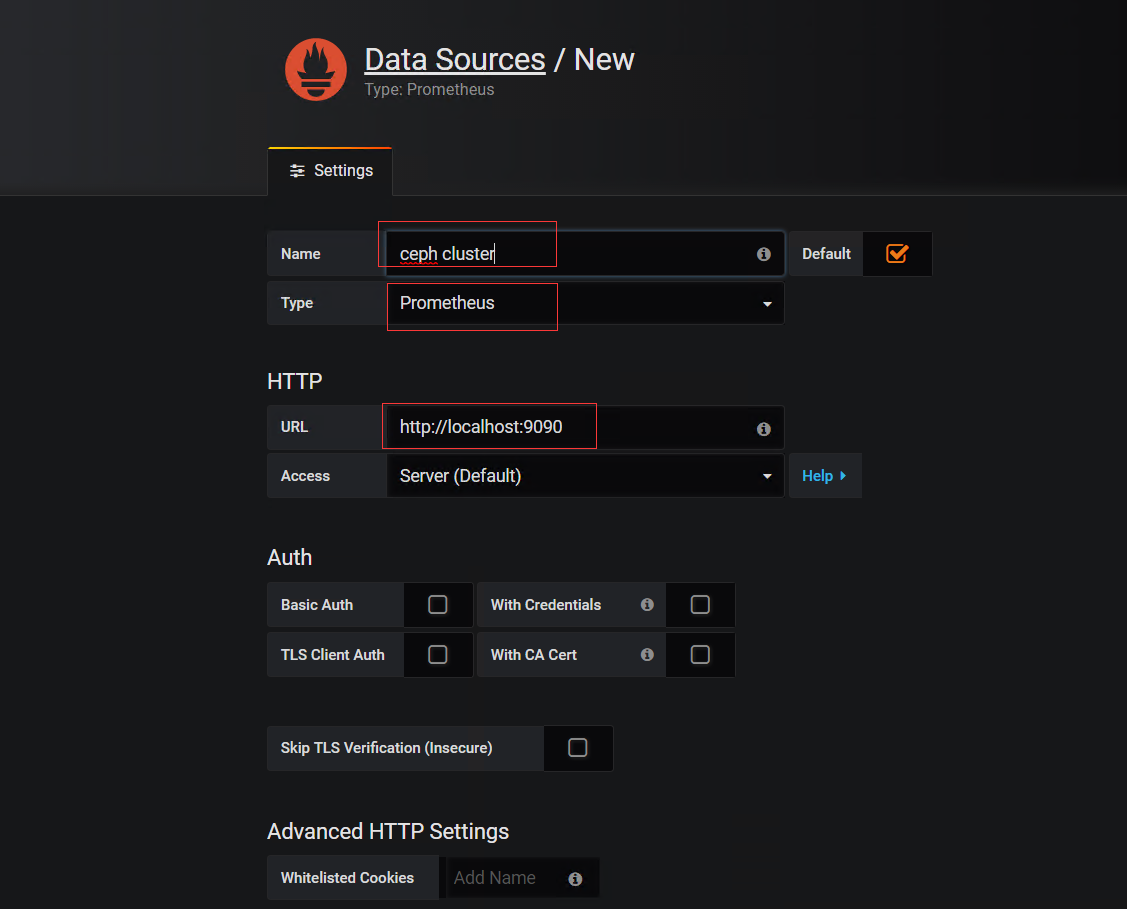 Data Sources / New
Type: Prometheus
Settings
Name ceph cluster Default
Type Prometheus
HTTP
URL http://localhost:9090
Access Server (Default) Help
Auth
Basic Auth With Credentials
TLS Client Auth With CA Cert
Skip TLS Verification (Insecure)
Advanced HTTP Settings
Whitelisted Cookies Add Name